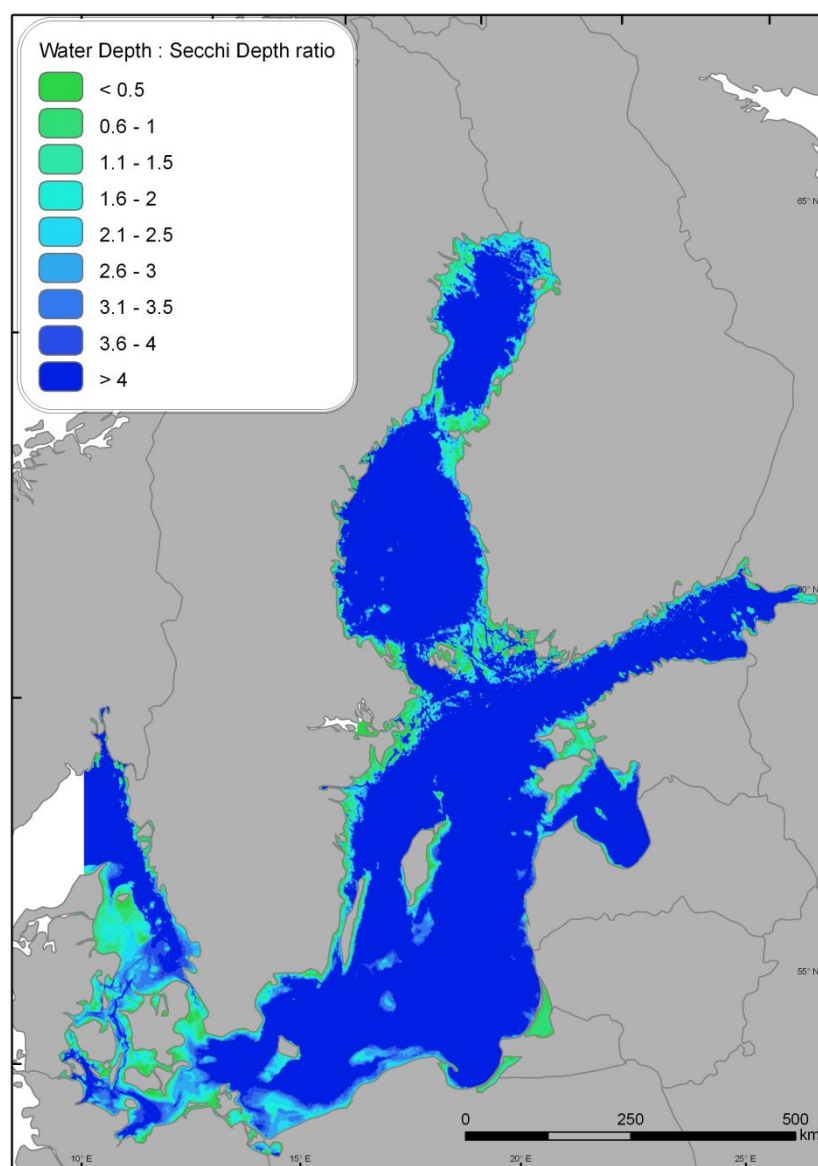 Water Depth : Secchi Depth ratio
< 0.5
0.6 - 1
1.1 - 1.5
1.6 - 2
2.1 - 2.5
2.6 - 3
3.1 - 3.5
3.6 - 4
> 4
65° N
55° N
0 250 500
km
10° E 15° E 20° E 25° E